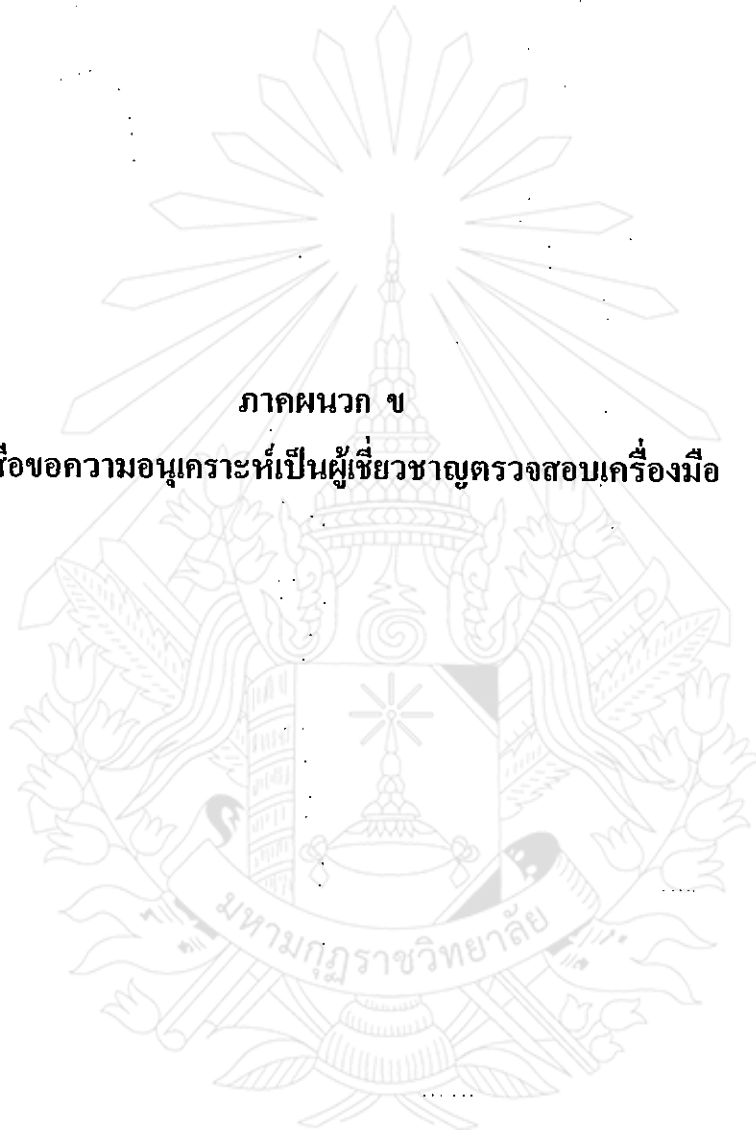 ภาคผนวก ข
สือขอความอนุเคราะห์เป็นผู้เชี่ยวชาญตรวจสอบเครื่องมือ
มหามกุฏราชวิทยาลัย